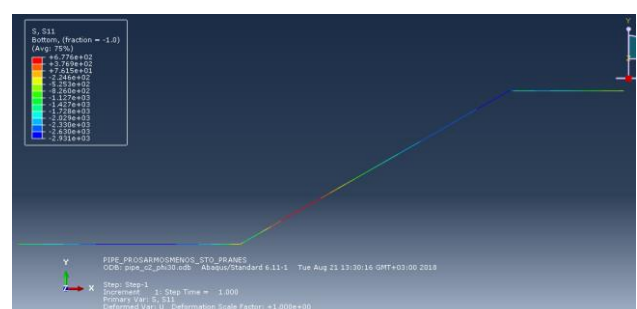 S, S11
Bottom, (fraction = -1.0)
(Avg: 75%)
+6.776e+02
+3.769e+02
+7.615e+01
-2.246e+02
-5.253e+02
-8.260e+02
-1.127e+03
-1.427e+03
-1.728e+03
-2.029e+03
-2.330e+03
-2.630e+03
-2.931e+03
Y
Y
X
PIPE_PROSARMOSMENOS_STO_PRANES
ODB: pipe_c2_phi30.odb Abaqus/Standard 6.11-1 Tue Aug 21 13:30:16 GMT+03:00 2018
Step: Step-1
Increment 1: Step Time = 1.000
Primary Var: S, S11
Deformed Var: U Deformation Scale Factor: +1.000e+00